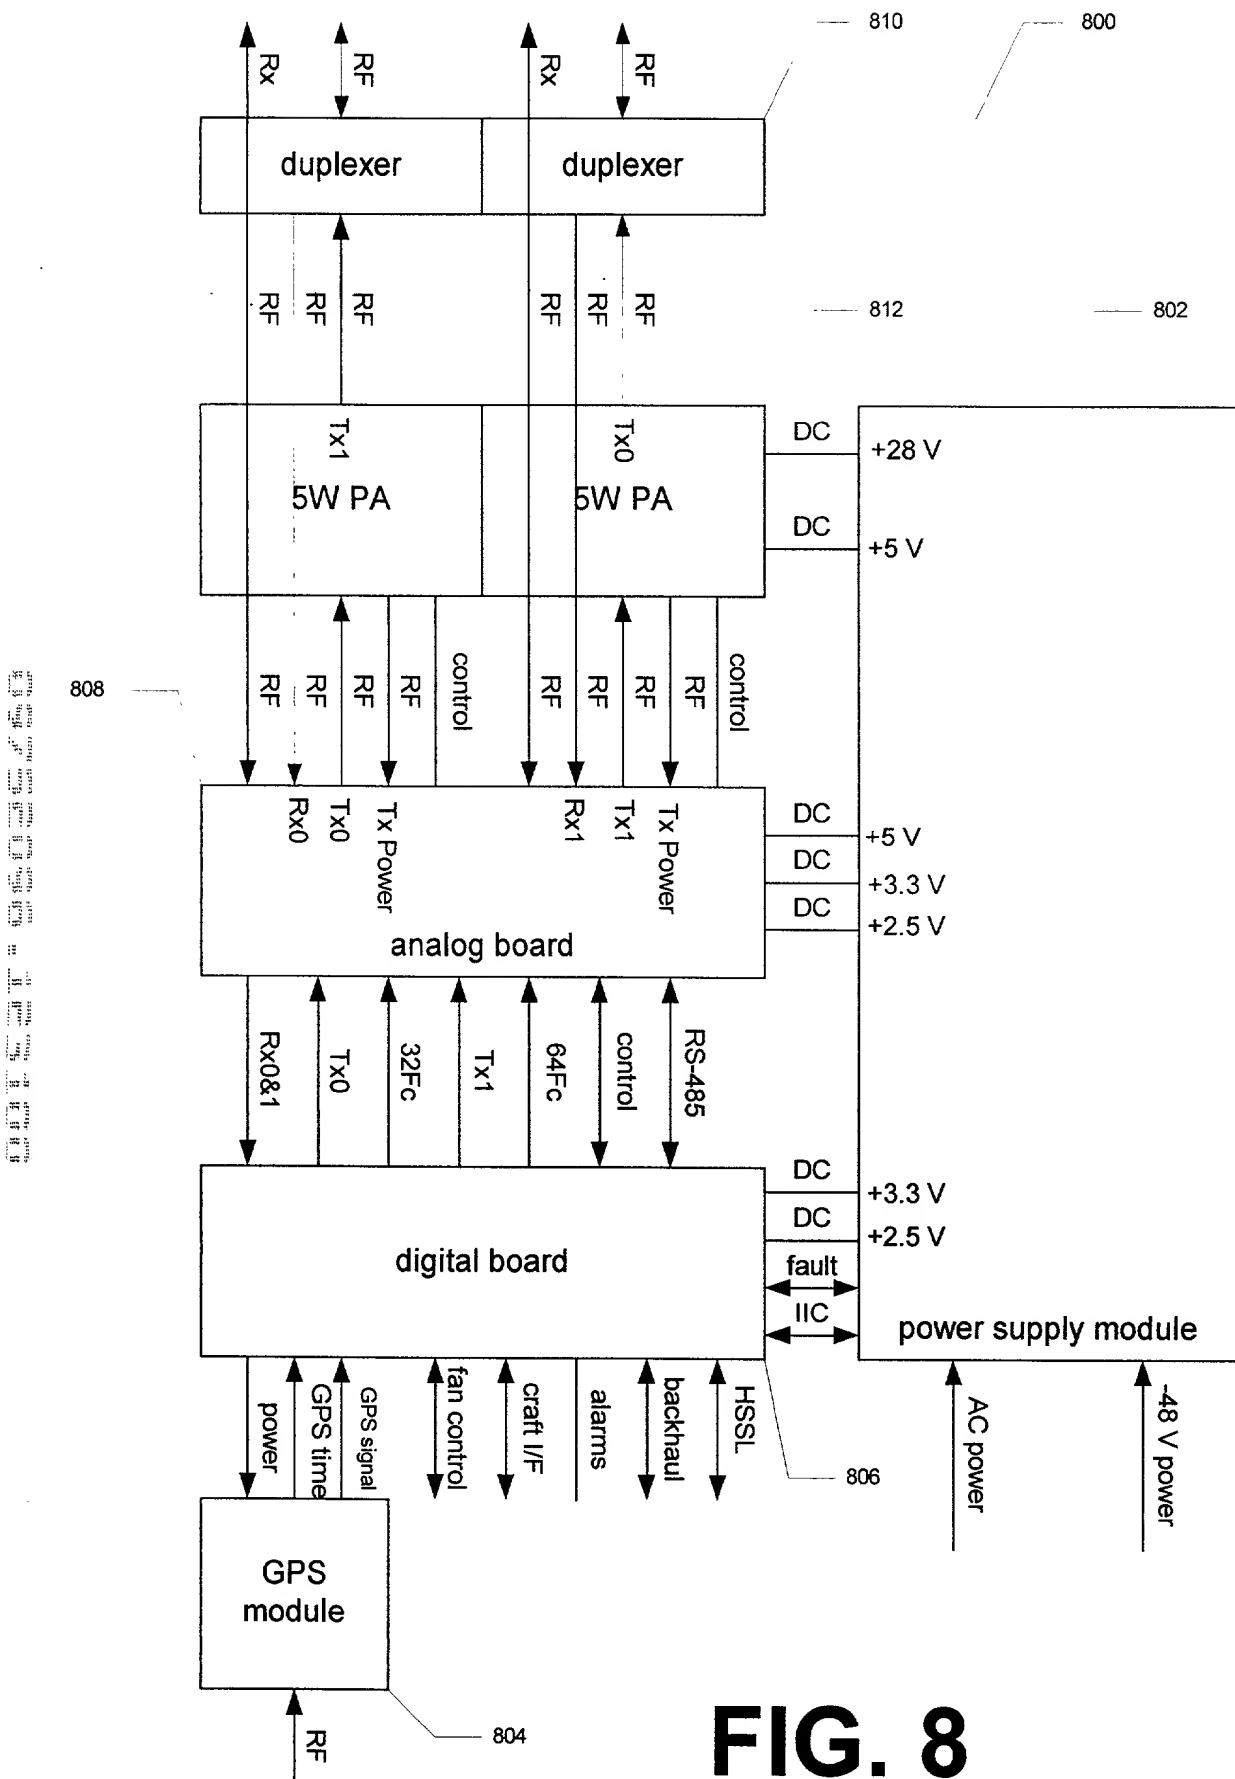 810
800
Rx
RF
Rx
RF
duplexer
duplexer
RF
RF
RF
RF
RF
RF
812
802
Tx1
Tx0
5W PA
5W PA
DC
+28 V
DC
+5 V
808
RF
RF
RF
RF
control
RF
RF
RF
RF
control
Rx0
Tx0
Tx Power
Rx1
Tx1
Tx Power
analog board
DC
+5 V
DC
+3.3 V
DC
+2.5 V
Rx0&1
Tx0
32Fc
Tx1
64Fc
control
RS-485
digital board
DC
+3.3 V
DC
+2.5 V
fault
IIC
power supply module
power
GPS time
GPS signal
fan control
craft I/F
alarms
backhaul
HSSL
806
AC power
-48 V power
GPS
module
804
RF
FIG. 8